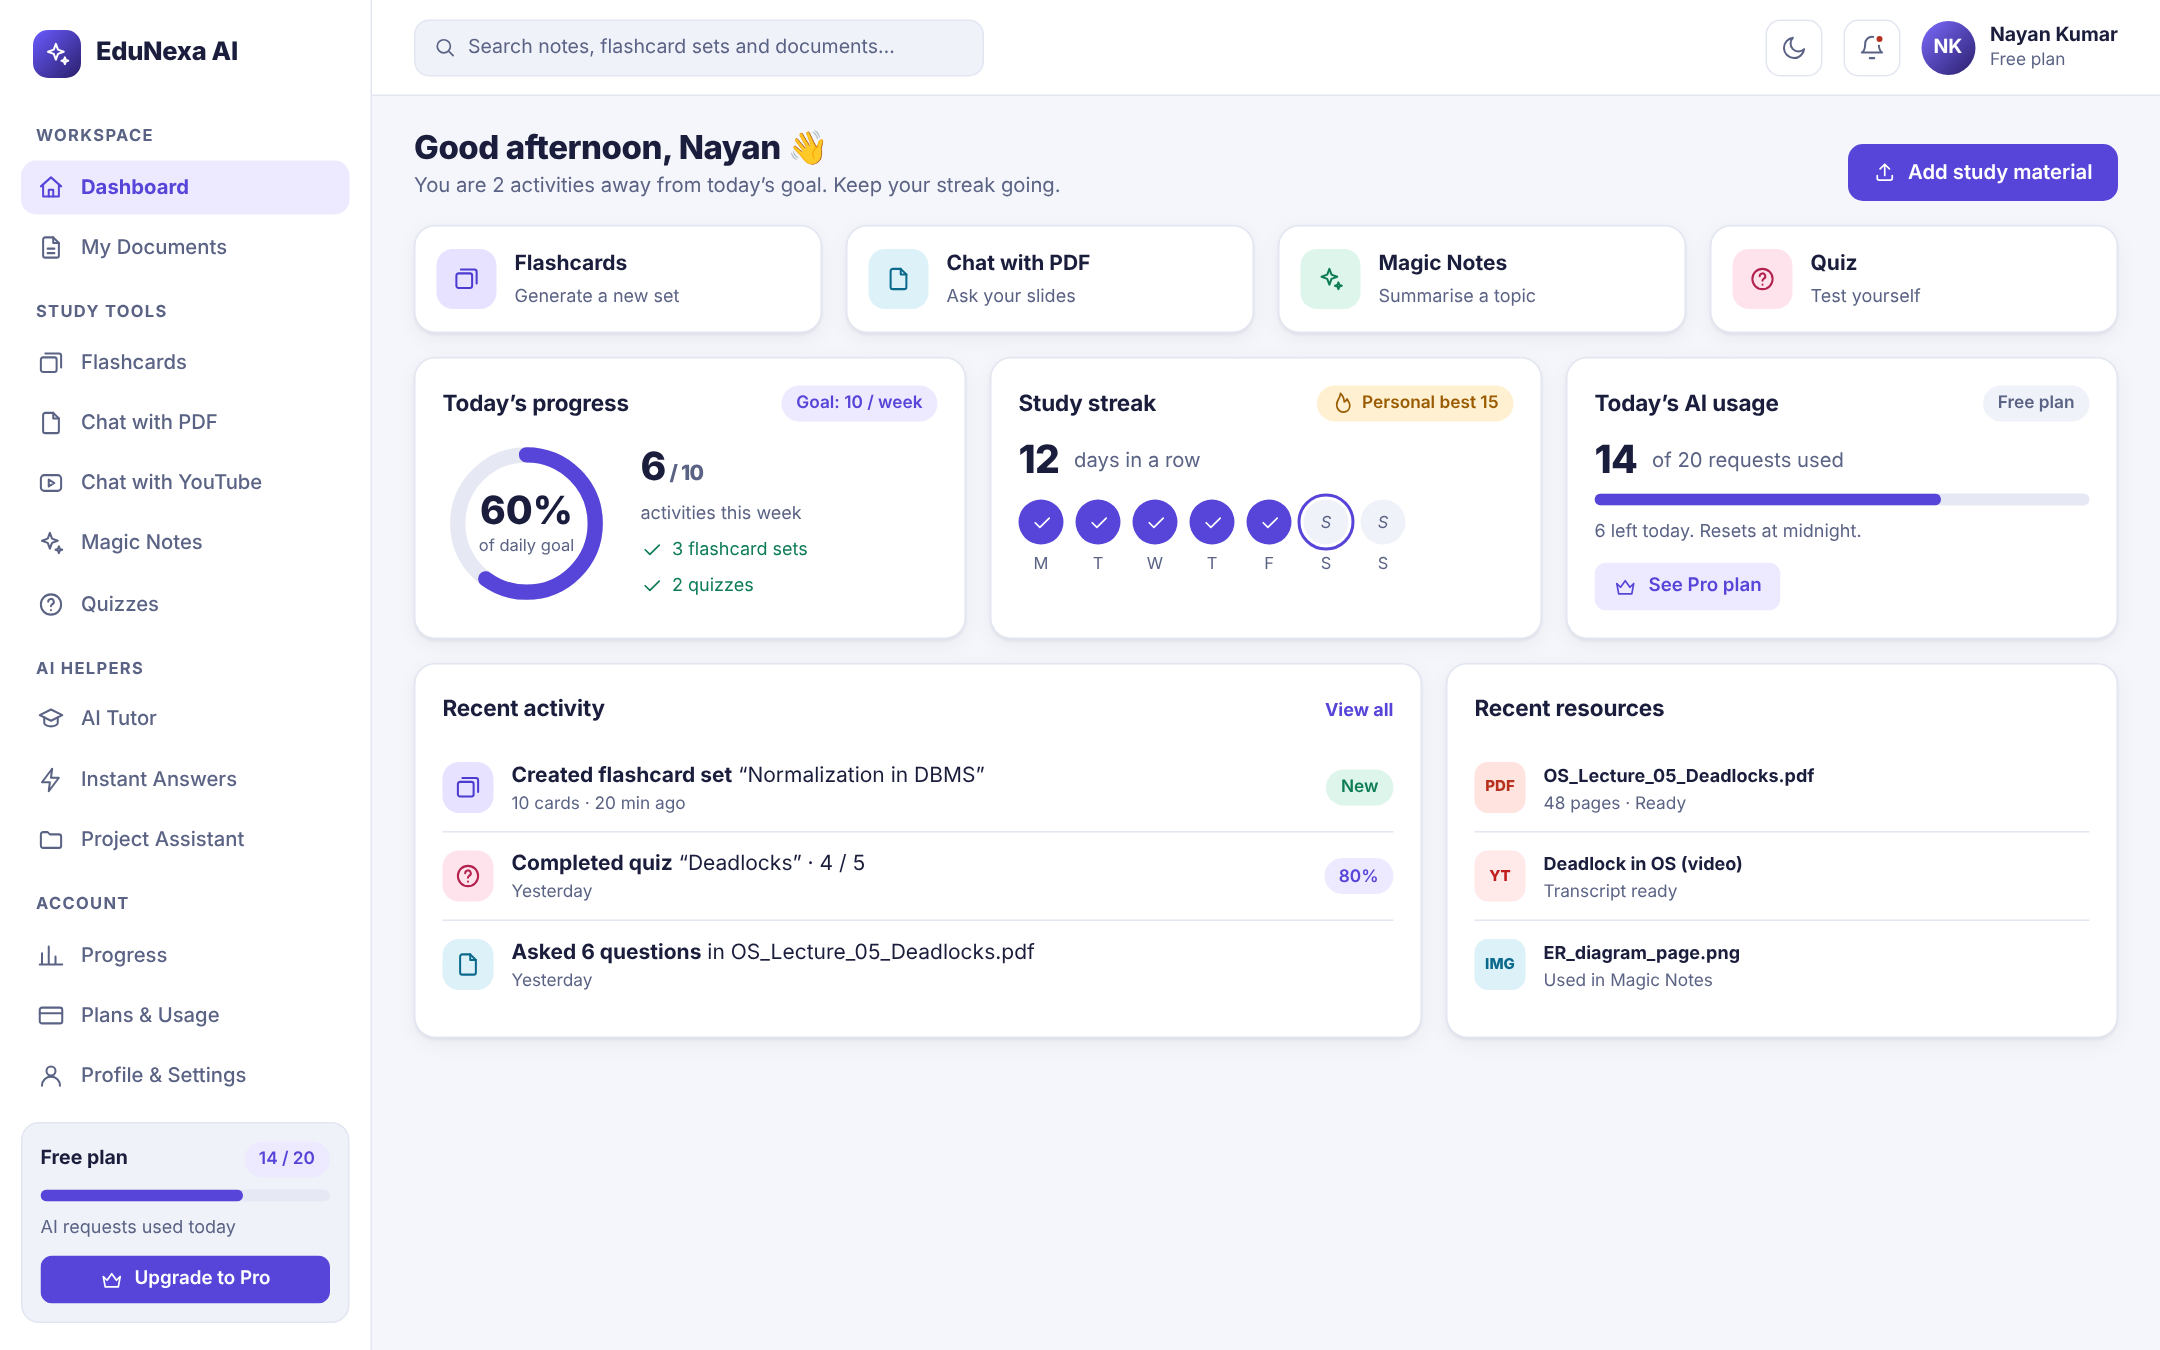 EduNexa AI
WORKSPACE
Dashboard
My Documents
STUDY TOOLS
Flashcards
Chat with PDF
Chat with YouTube
Magic Notes
Quizzes
AI HELPERS
AI Tutor
Instant Answers
Project Assistant
ACCOUNT
Progress
Plans & Usage
Profile & Settings
Free plan
14 / 20
AI requests used today
Upgrade to Pro
Search notes, flashcard sets and documents...
NK
Nayan Kumar
Free plan
Good afternoon, Nayan 👋
You are 2 activities away from today’s goal. Keep your streak going.
Add study material
Flashcards
Generate a new set
Chat with PDF
Ask your slides
Magic Notes
Summarise a topic
Quiz
Test yourself
Today’s progress
Goal: 10 / week
60%
of daily goal
6 / 10
activities this week
3 flashcard sets
2 quizzes
Study streak
Personal best 15
12 days in a row
S S
M T W T F S S
Today’s AI usage
Free plan
14 of 20 requests used
6 left today. Resets at midnight.
See Pro plan
Recent activity
View all
Created flashcard set “Normalization in DBMS”
10 cards · 20 min ago
New
Completed quiz “Deadlocks” · 4 / 5
Yesterday
80%
Asked 6 questions in OS_Lecture_05_Deadlocks.pdf
Yesterday
Recent resources
PDF
OS_Lecture_05_Deadlocks.pdf
48 pages · Ready
YT
Deadlock in OS (video)
Transcript ready
IMG
ER_diagram_page.png
Used in Magic Notes